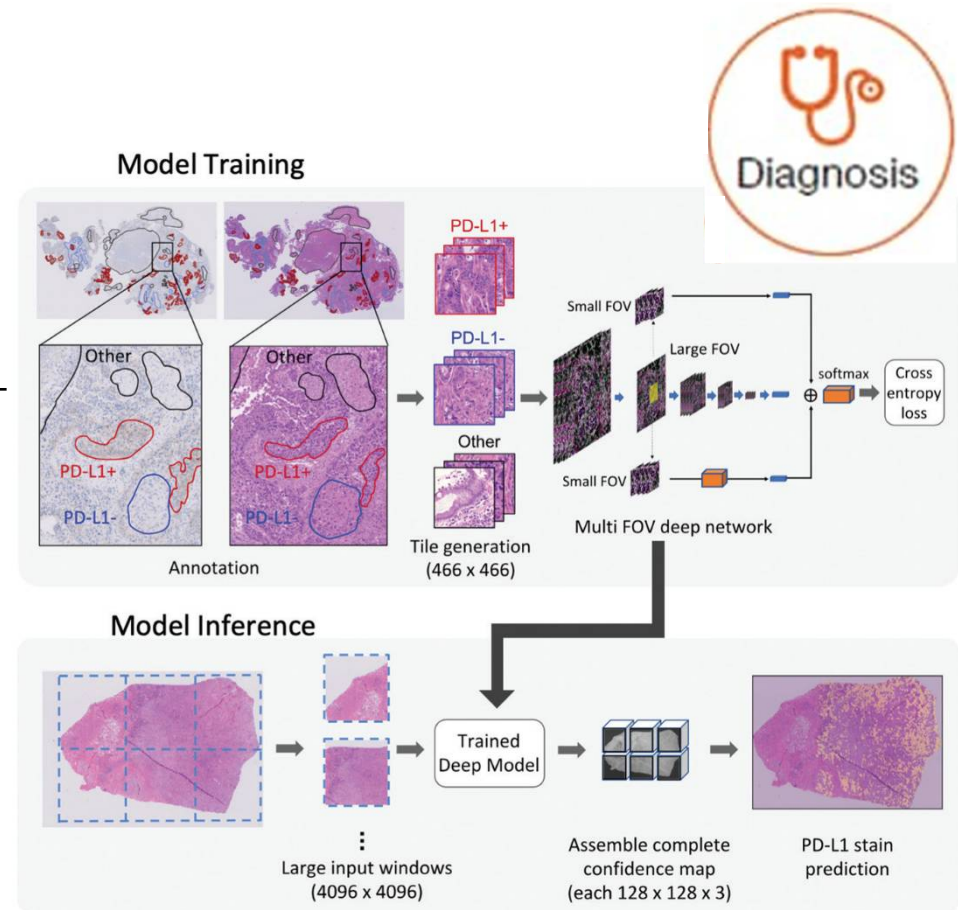 Diagnosis
Model Training
Other
PD-L1+
PD-L1-
Other
PD-L1+
PD-L1-
Annotation
PD-L1+
PD-L1-
Other
Tile generation
(466 x 466)
Small FOV
Large FOV
Small FOV
softmax
Cross
entropy
loss
Multi FOV deep network
Model Inference
Large input windows
(4096 x 4096)
Trained
Deep Model
Assemble complete
confidence map
(each 128 x 128 x 3)
PD-L1 stain
prediction